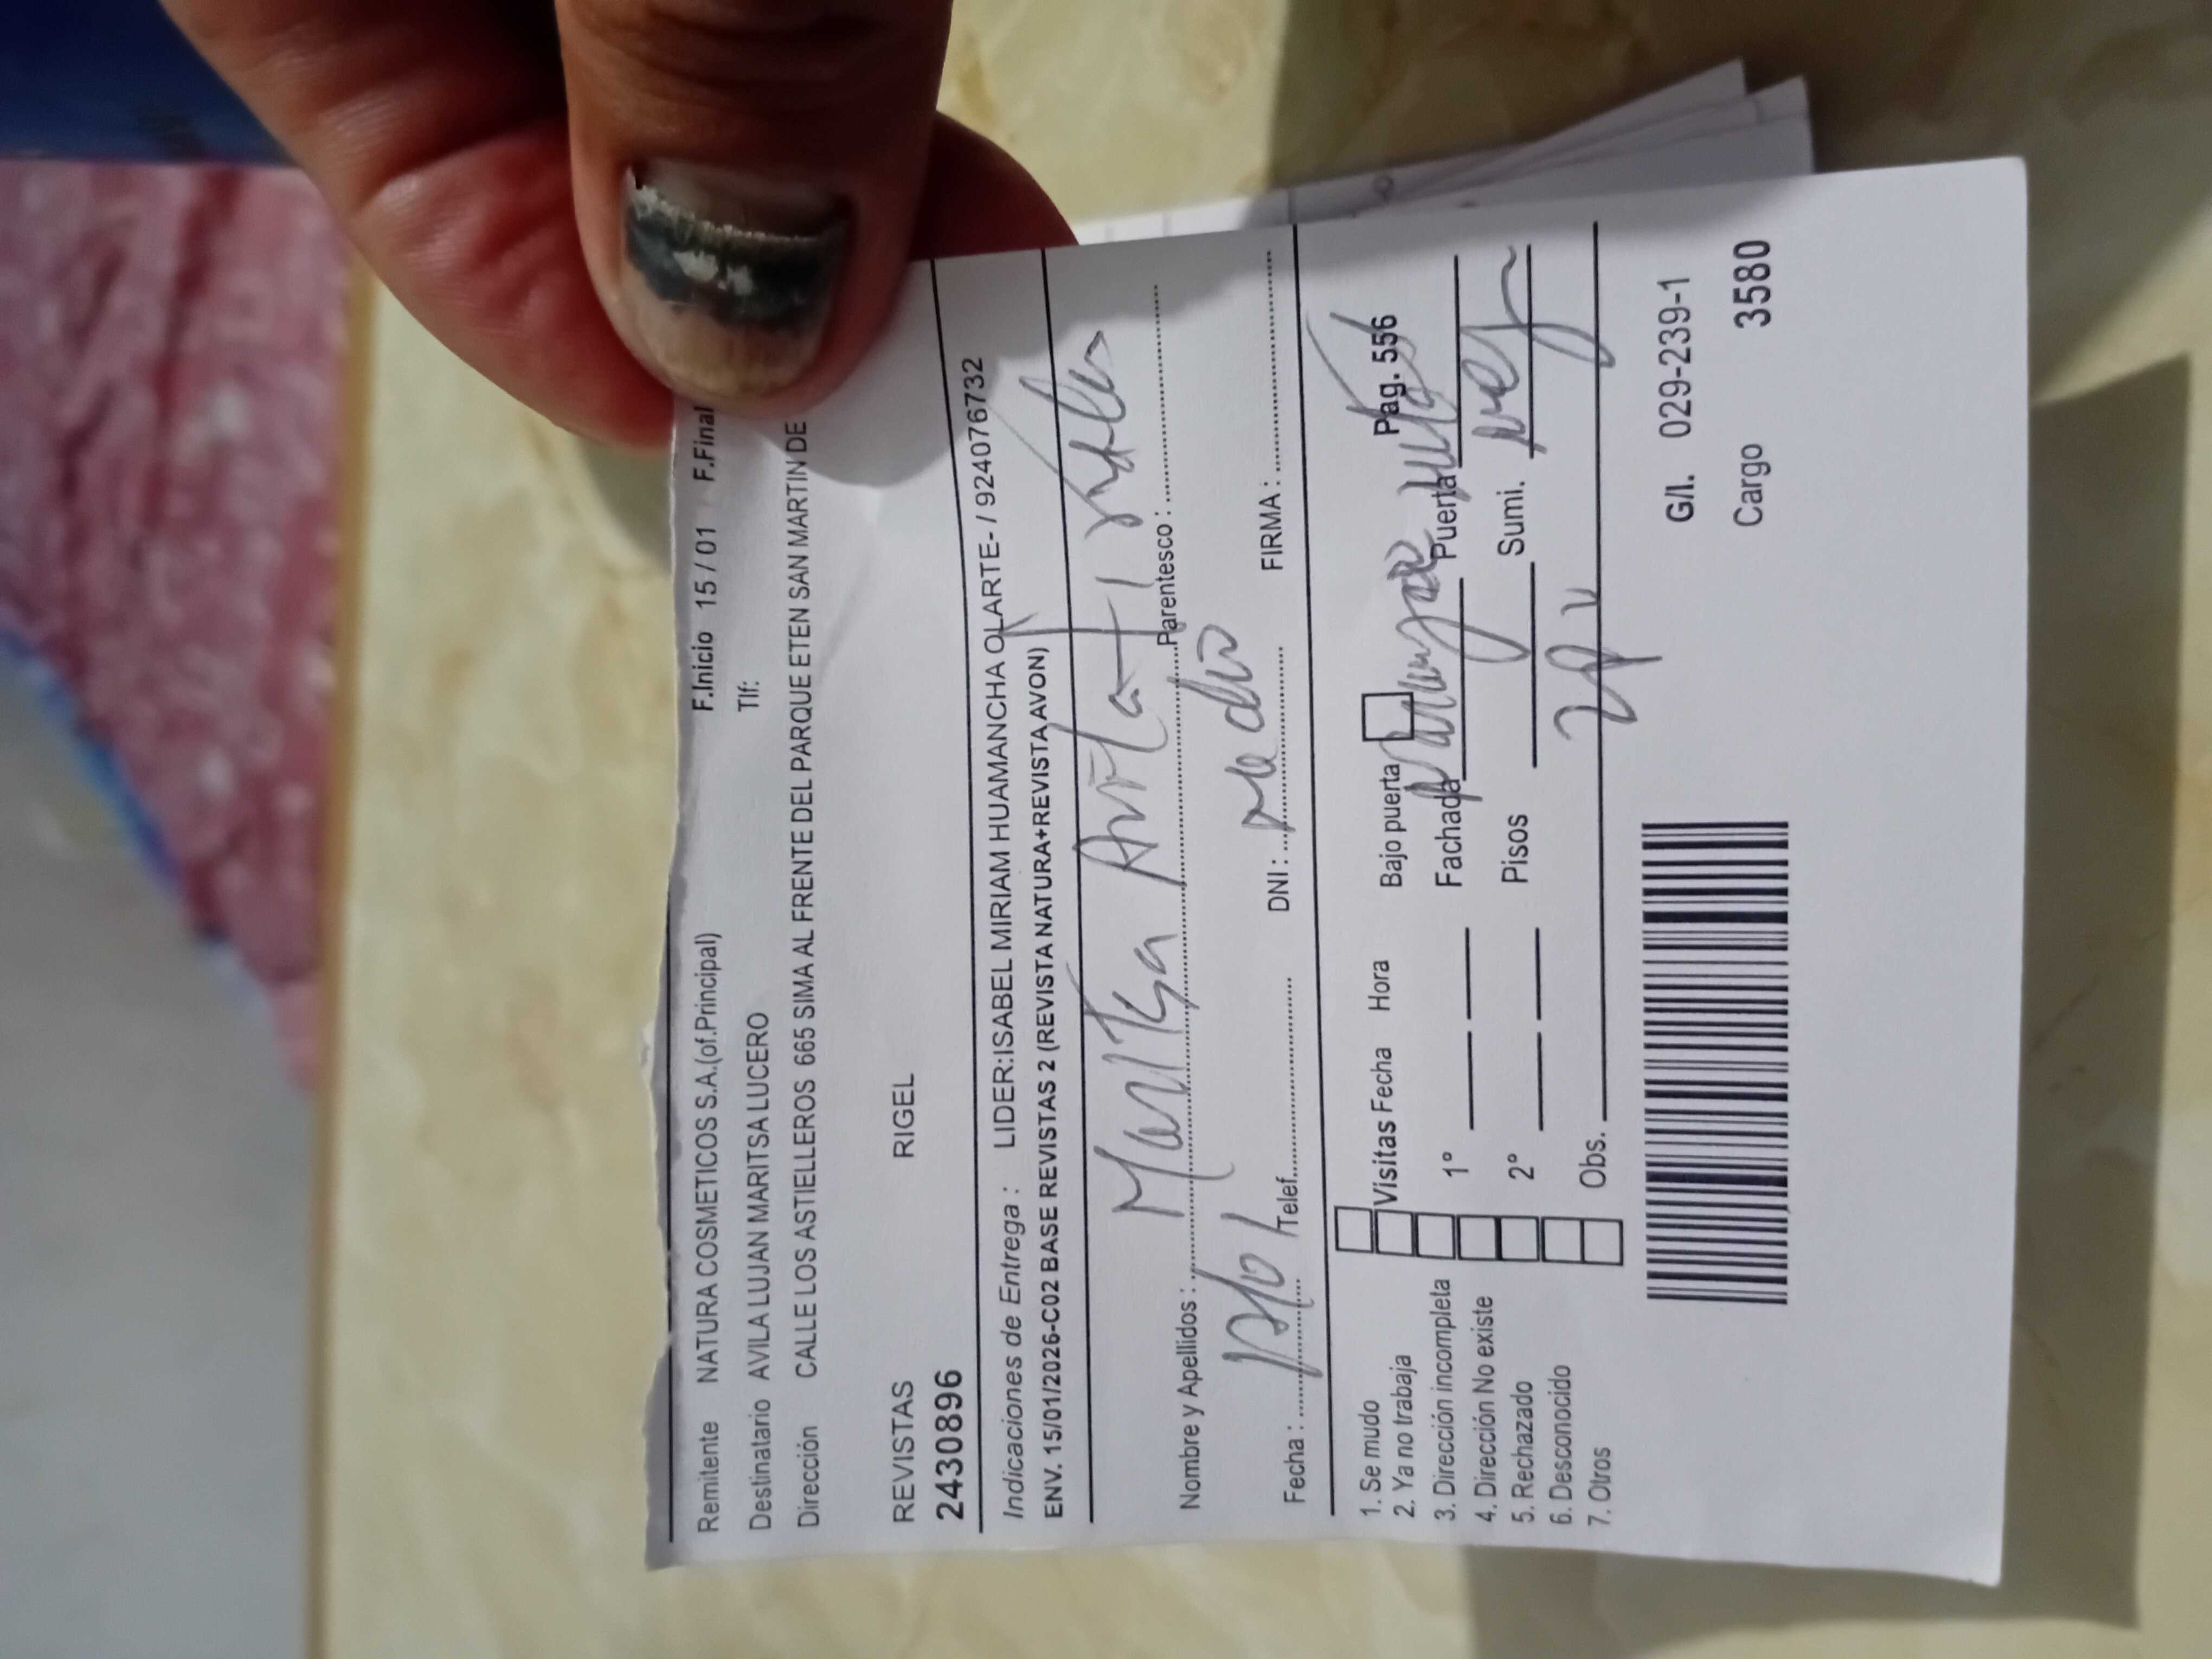 Remitente NATURA COSMETICOS S.A.(of.Principal) F.Inicio 15 / 01 F.Final
Destinatario AVILA LUJAN MARITSA LUCERO Tlf:
Dirección CALLE LOS ASTIELLEROS 665 SIMA AL FRENTE DEL PARQUE ETEN SAN MARTIN DE
REVISTAS RIGEL
2430896
Indicaciones de Entrega : LIDER:ISABEL MIRIAM HUAMANCHA OLARTE- / 924076732
ENV. 15/01/2026-C02 BASE REVISTAS 2 (REVISTA NATURA+REVISTA AVON)
Nombre y Apellidos : Maritsa Avila Parentesco :
Fecha : Telef. DNI : FIRMA :
1. Se mudo
2. Ya no trabaja
3. Dirección incompleta
4. Dirección No existe
5. Rechazado
6. Desconocido
7. Otros
Visitas Fecha Hora Bajo puerta Pag. 556
1° Fachada Puerta
2° Pisos Sumi.
Obs.
G/I. 029-239-1
Cargo 3580